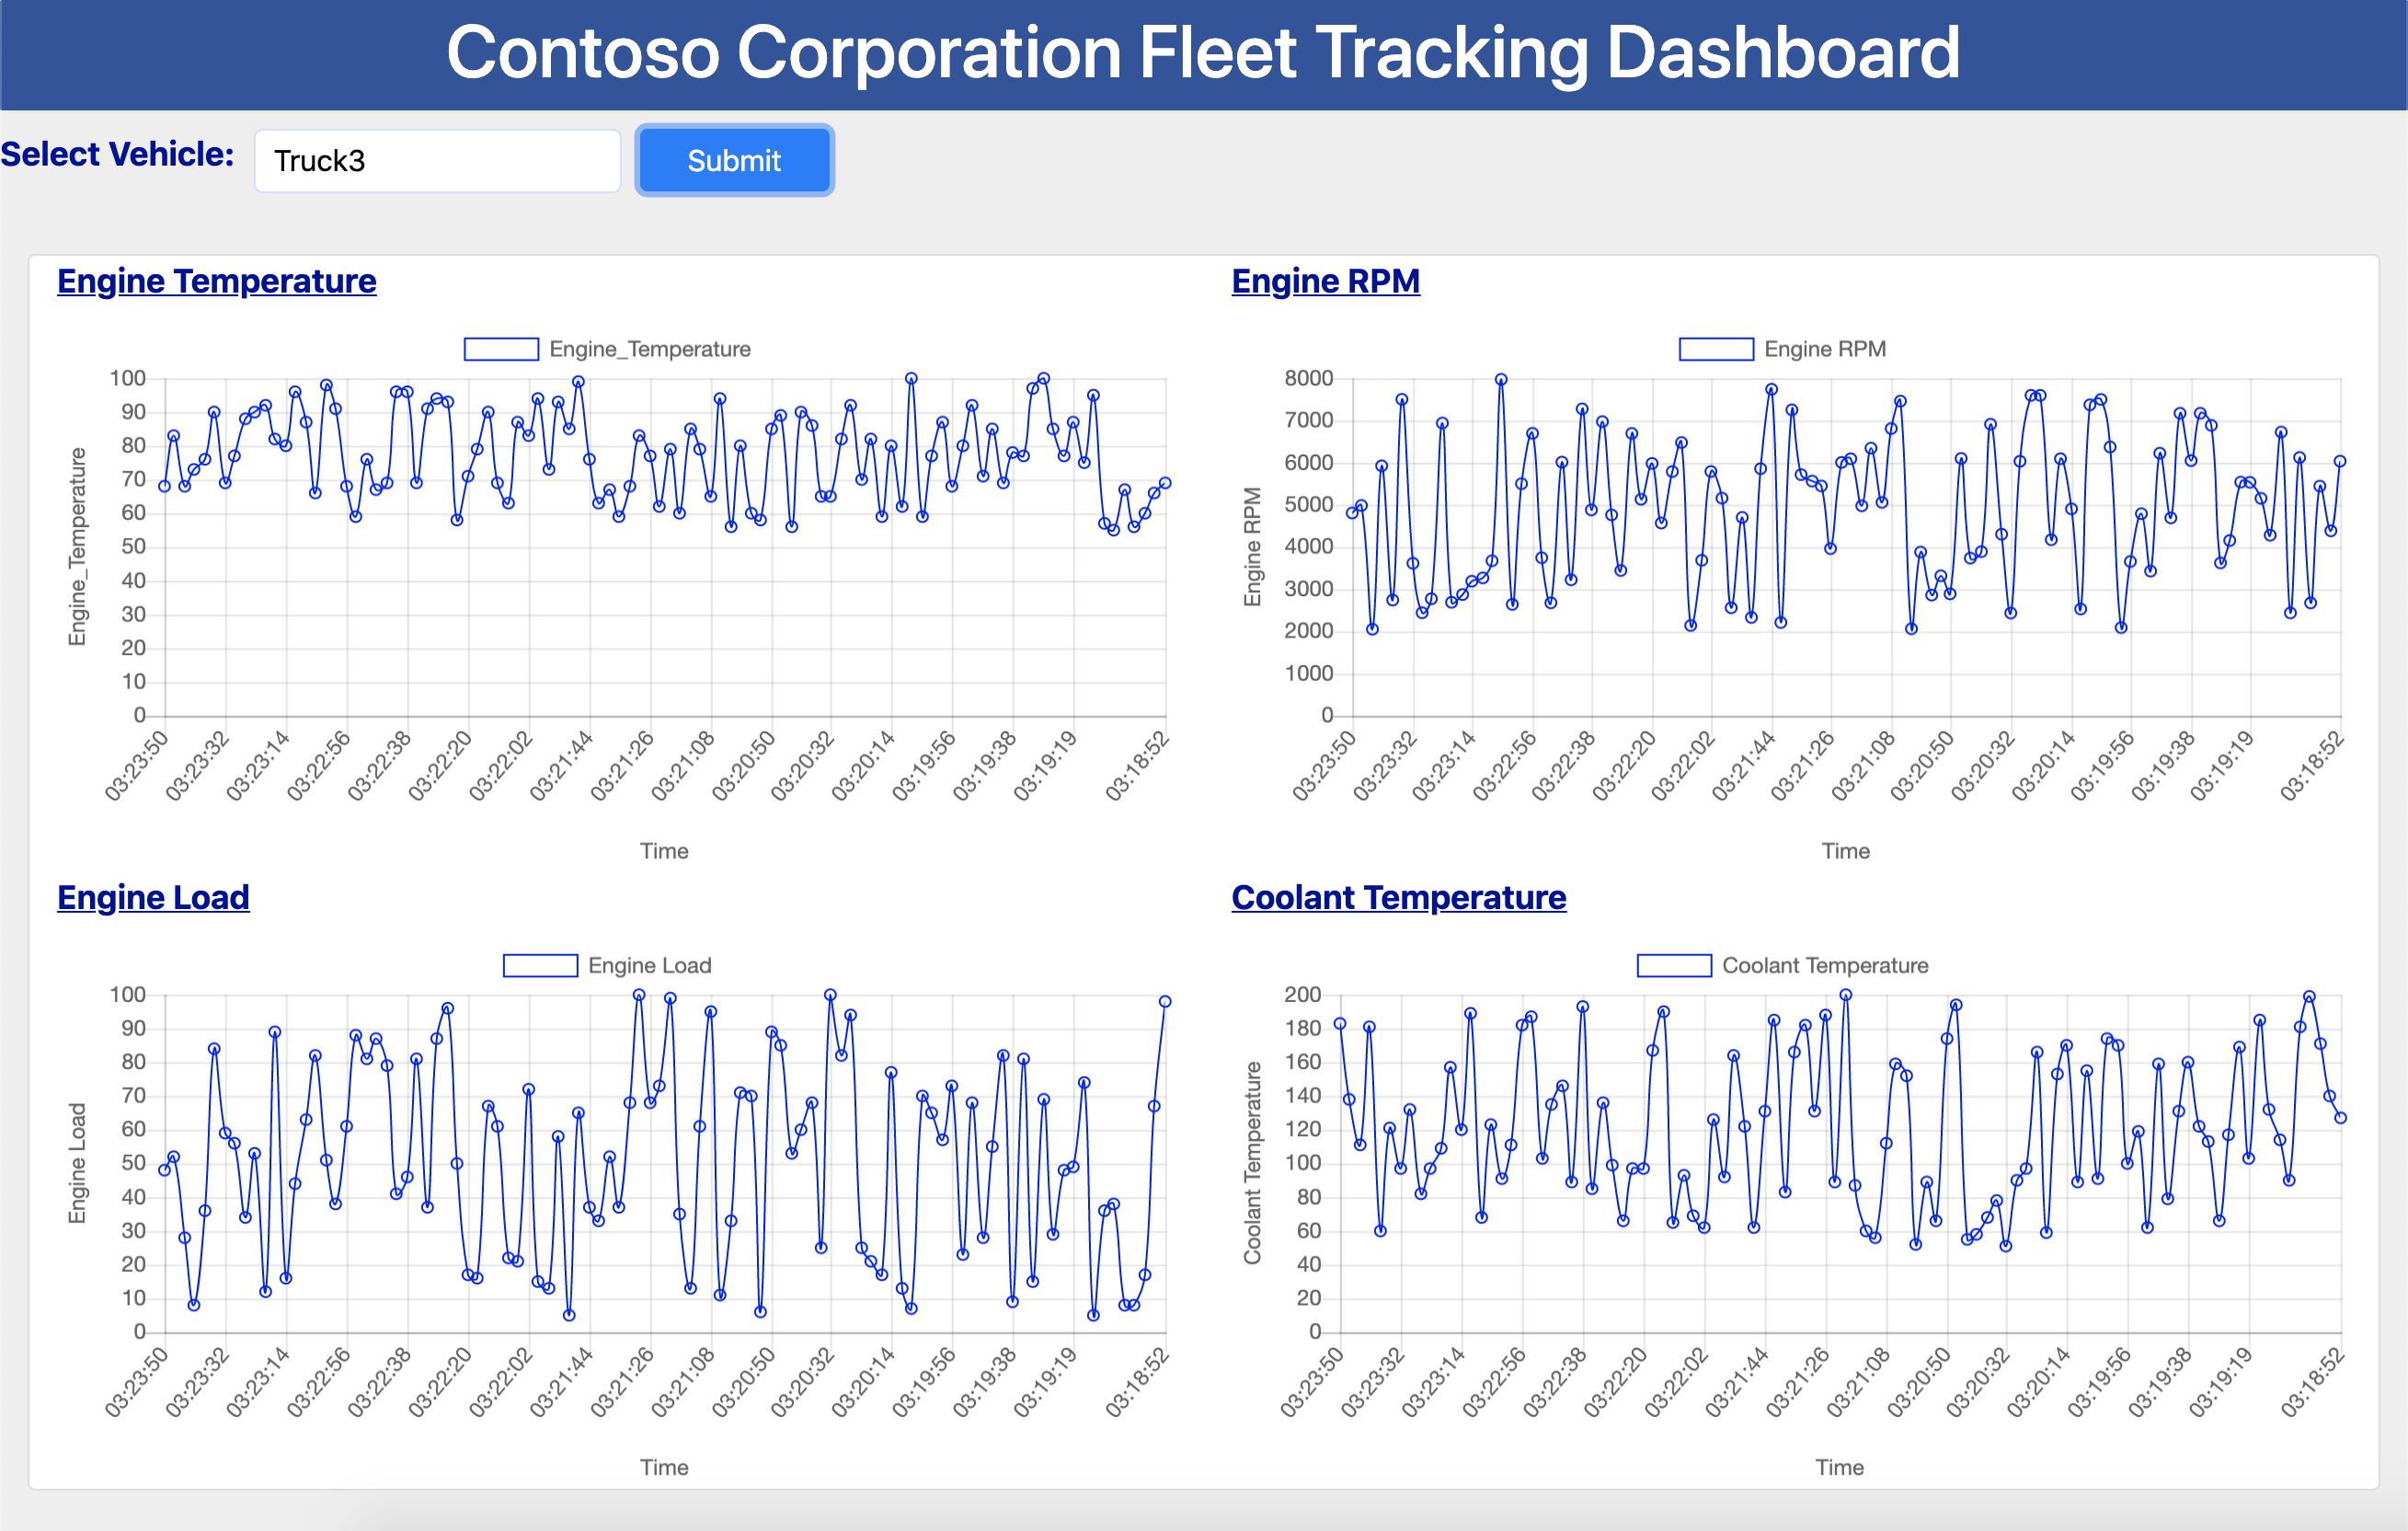 Contoso Corporation Fleet Tracking Dashboard
Select Vehicle: Truck3 Submit
Engine Temperature
Engine_Temperature
Engine_Temperature
100
90
80
70
60
50
40
30
20
10
0
03:23:50 03:23:32 03:23:14 03:22:56 03:22:38 03:22:20 03:22:02 03:21:44 03:21:26 03:21:08 03:20:50 03:20:32 03:20:14 03:19:56 03:19:38 03:19:19 03:18:52
Time
Engine RPM
Engine RPM
Engine RPM
8000
7000
6000
5000
4000
3000
2000
1000
0
03:23:50 03:23:32 03:23:14 03:22:56 03:22:38 03:22:20 03:22:02 03:21:44 03:21:26 03:21:08 03:20:50 03:20:32 03:20:14 03:19:56 03:19:38 03:19:19 03:18:52
Time
Engine Load
Engine Load
Engine Load
100
90
80
70
60
50
40
30
20
10
0
03:23:50 03:23:32 03:23:14 03:22:56 03:22:38 03:22:20 03:22:02 03:21:44 03:21:26 03:21:08 03:20:50 03:20:32 03:20:14 03:19:56 03:19:38 03:19:19 03:18:52
Time
Coolant Temperature
Coolant Temperature
Coolant Temperature
200
180
160
140
120
100
80
60
40
20
0
03:23:50 03:23:32 03:23:14 03:22:56 03:22:38 03:22:20 03:22:02 03:21:44 03:21:26 03:21:08 03:20:50 03:20:32 03:20:14 03:19:56 03:19:38 03:19:19 03:18:52
Time